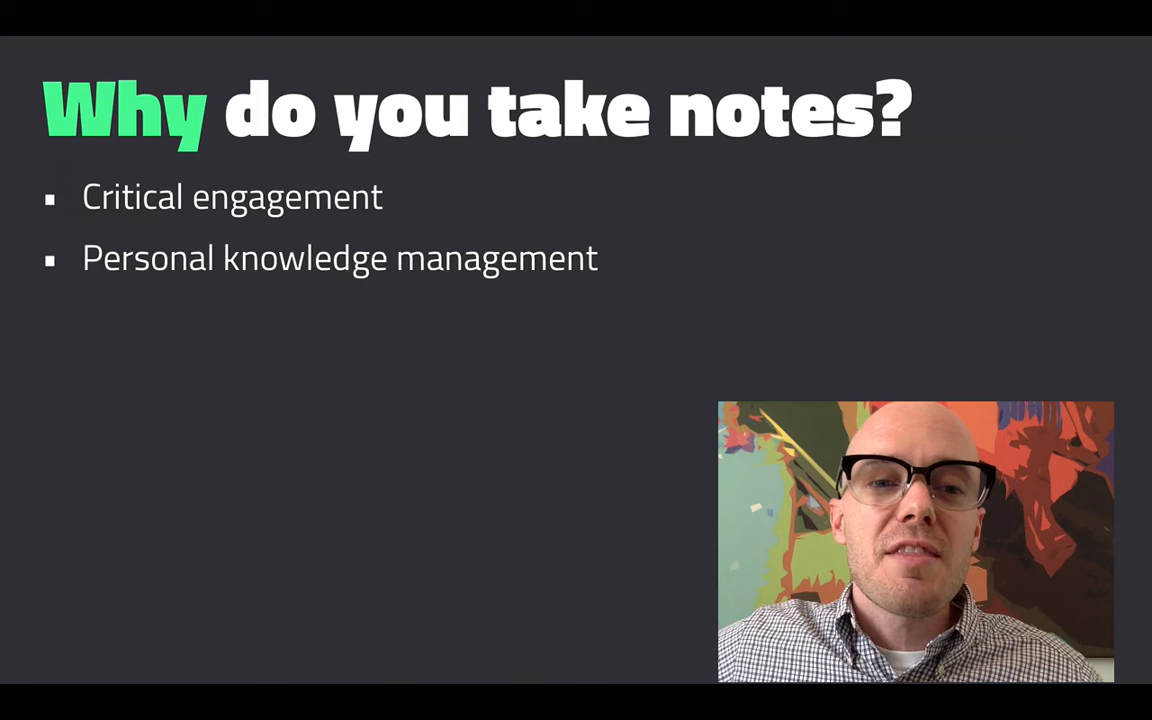 Why do you take notes?
Critical engagement
Personal knowledge management